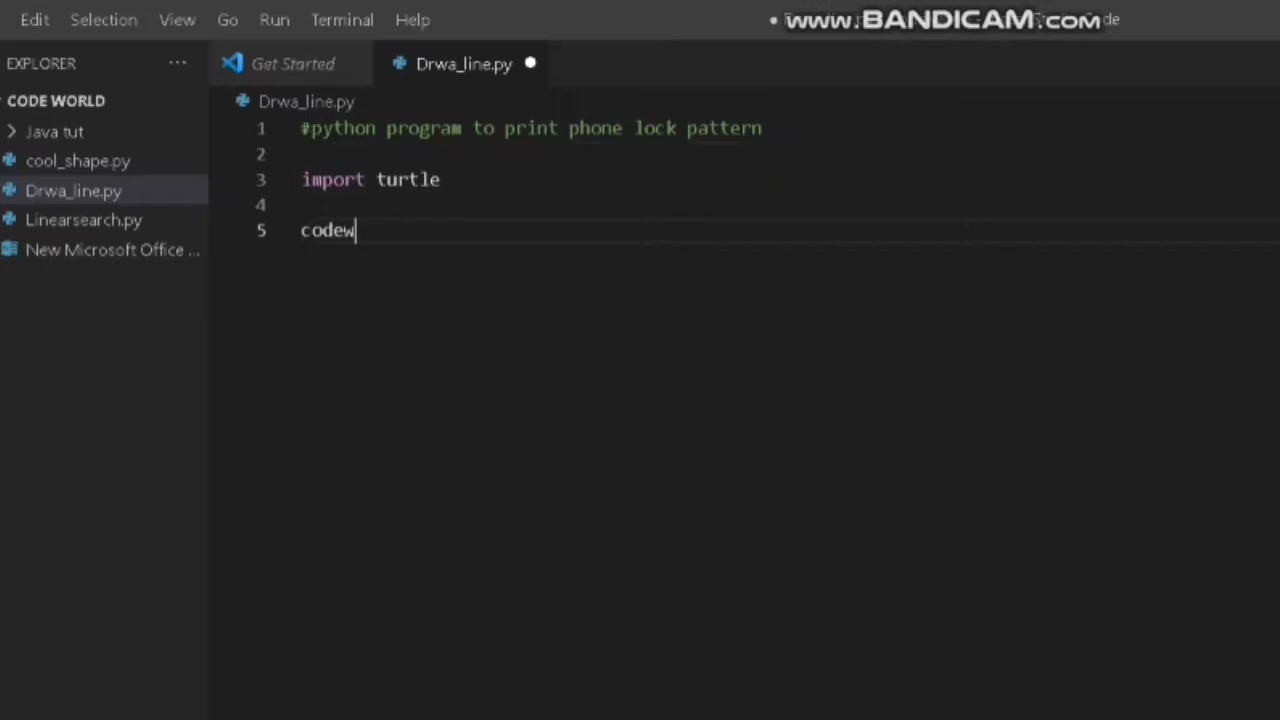 Edit Selection View Go Run Terminal Help
www.BANDICAM.com
EXPLORER ...
Get Started
Drwa_line.py
CODE WORLD
Drwa_line.py
Java tut
cool_shape.py
Drwa_line.py
Linearsearch.py
New Microsoft Office ...
1 #python program to print phone lock pattern
2
3 import turtle
4
5 codew